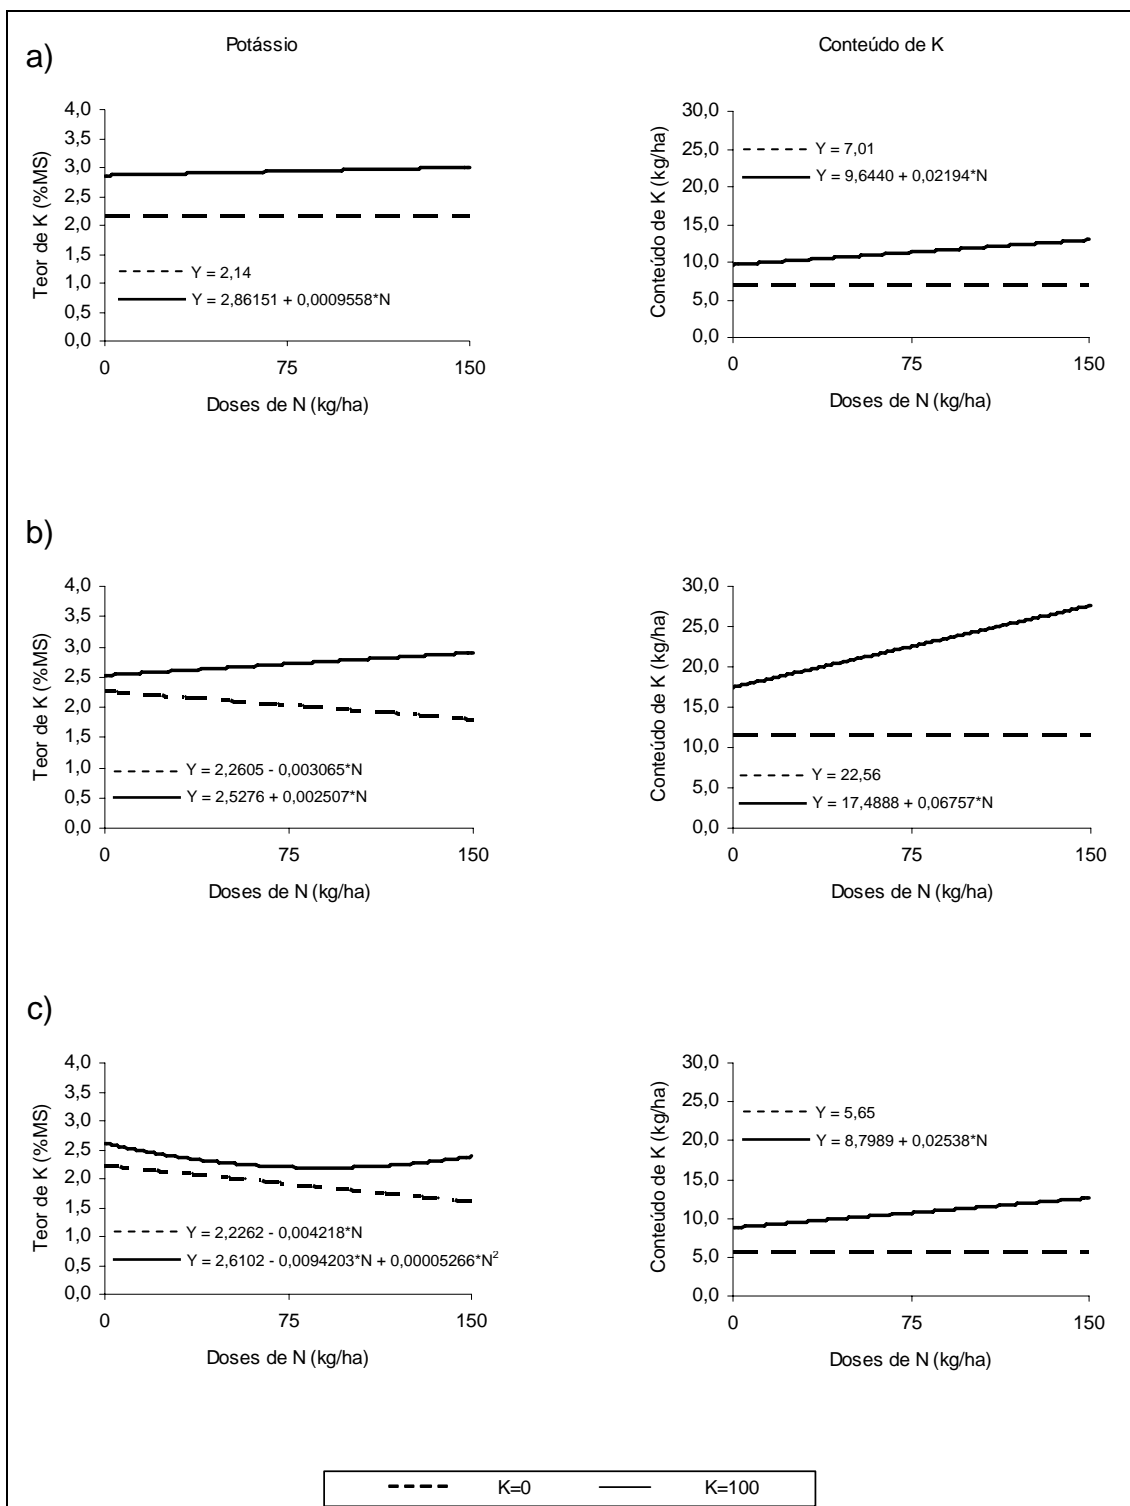 a)
Potássio
Conteúdo de K
4,0
3,5
3,0
2,5
2,0
1,5
1,0
0,5
0,0
Teor de K (%MS)
Y = 2,14
Y = 2,86151 + 0,0009558*N
0 75 150
Doses de N (kg/ha)
30,0
25,0
20,0
15,0
10,0
5,0
0,0
Conteúdo de K (kg/ha)
Y = 7,01
Y = 9,6440 + 0,02194*N
0 75 150
Doses de N (kg/ha)
b)
4,0
3,5
3,0
2,5
2,0
1,5
1,0
0,5
0,0
Teor de K (%MS)
Y = 2,2605 - 0,003065*N
Y = 2,5276 + 0,002507*N
0 75 150
Doses de N (kg/ha)
30,0
25,0
20,0
15,0
10,0
5,0
0,0
Conteúdo de K (kg/ha)
Y = 22,56
Y = 17,4888 + 0,06757*N
0 75 150
Doses de N (kg/ha)
c)
4,0
3,5
3,0
2,5
2,0
1,5
1,0
0,5
0,0
Teor de K (%MS)
Y = 2,2262 - 0,004218*N
Y = 2,6102 - 0,0094203*N + 0,00005266*N²
0 75 150
Doses de N (kg/ha)
30,0
25,0
20,0
15,0
10,0
5,0
0,0
Conteúdo de K (kg/ha)
Y = 5,65
Y = 8,7989 + 0,02538*N
0 75 150
Doses de N (kg/ha)
K=0 K=100